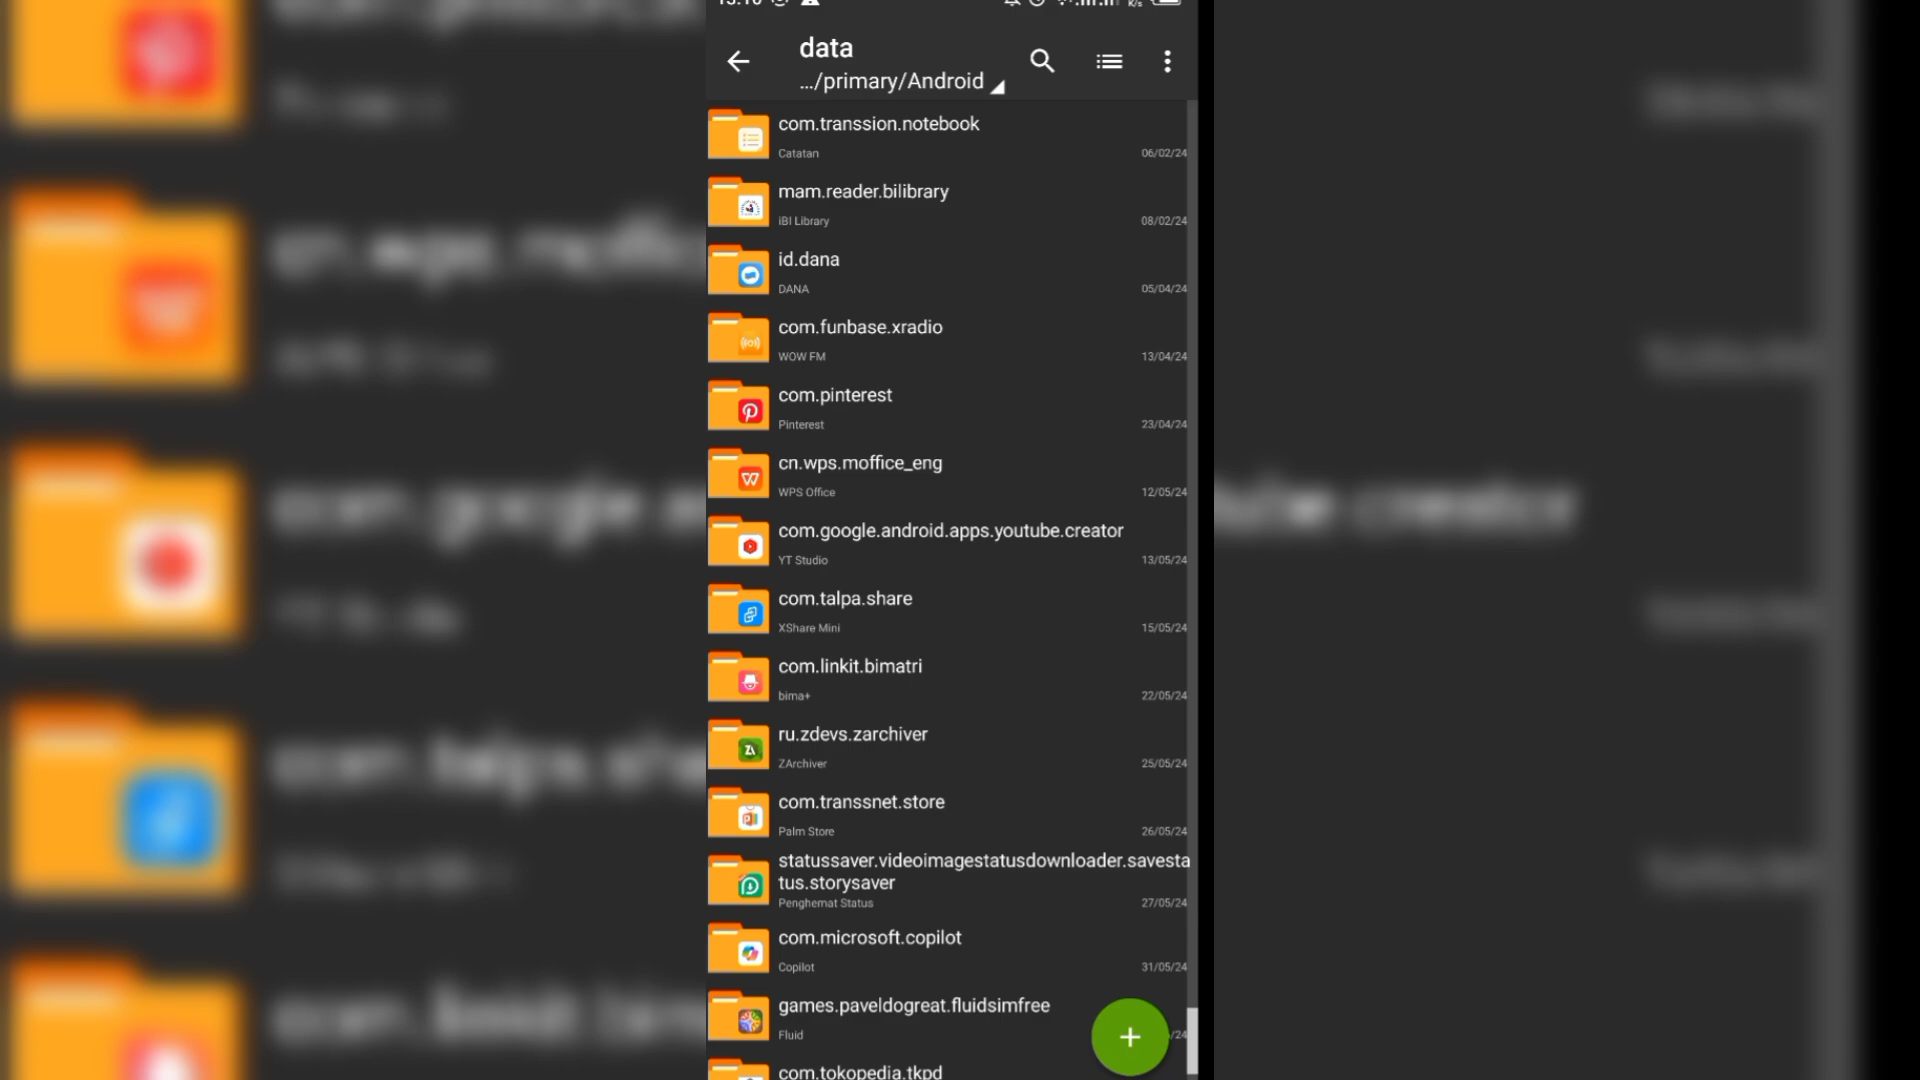 data
.../primary/Android
com.transsion.notebook
Catatan
06/02/24
mam.reader.bilibrary
iBI Library
08/02/24
id.dana
DANA
05/04/24
com.funbase.xradio
WOW FM
13/04/24
com.pinterest
Pinterest
23/04/24
cn.wps.moffice_eng
WPS Office
12/05/24
com.google.android.apps.youtube.creator
YT Studio
13/05/24
com.talpa.share
XShare Mini
15/05/24
com.linkit.bimatri
bima+
22/05/24
ru.zdevs.zarchiver
ZArchiver
25/05/24
com.transsnet.store
Palm Store
26/05/24
statussaver.videoimagestatusdownloader.savesta
tus.storysaver
Penghemat Status
27/05/24
com.microsoft.copilot
Copilot
31/05/24
games.paveldogreat.fluidsimfree
Fluid
/24
com.tokopedia.tkpd